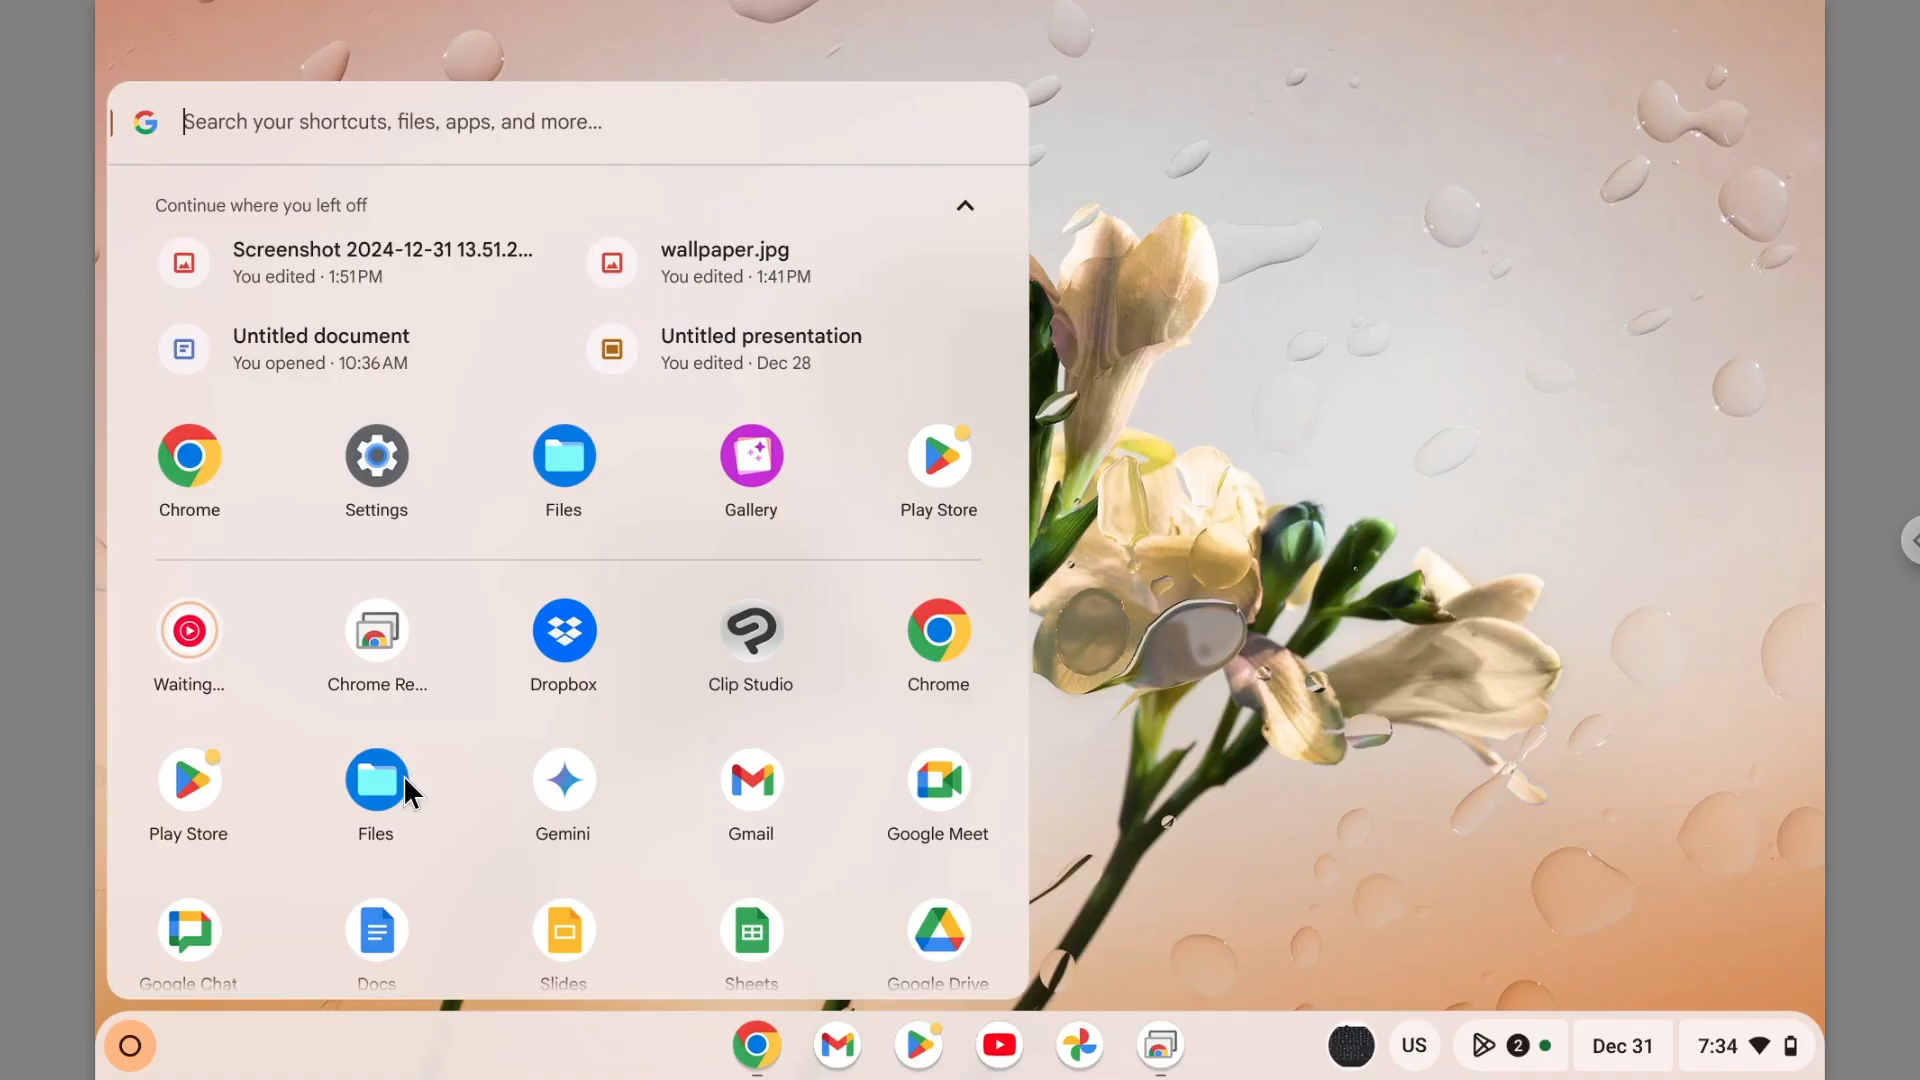 Search your shortcuts, files, apps, and more...
Continue where you left off
Screenshot 2024-12-31 13.51.2...
You edited · 1:51 PM
wallpaper.jpg
You edited · 1:41 PM
Untitled document
You opened · 10:36 AM
Untitled presentation
You edited · Dec 28
Chrome
Settings
Files
Gallery
Play Store
Waiting...
Chrome Re...
Dropbox
Clip Studio
Chrome
Play Store
Files
Gemini
Gmail
Google Meet
Google Chat
Docs
Slides
Sheets
Google Drive
US
2
Dec 31
7:34